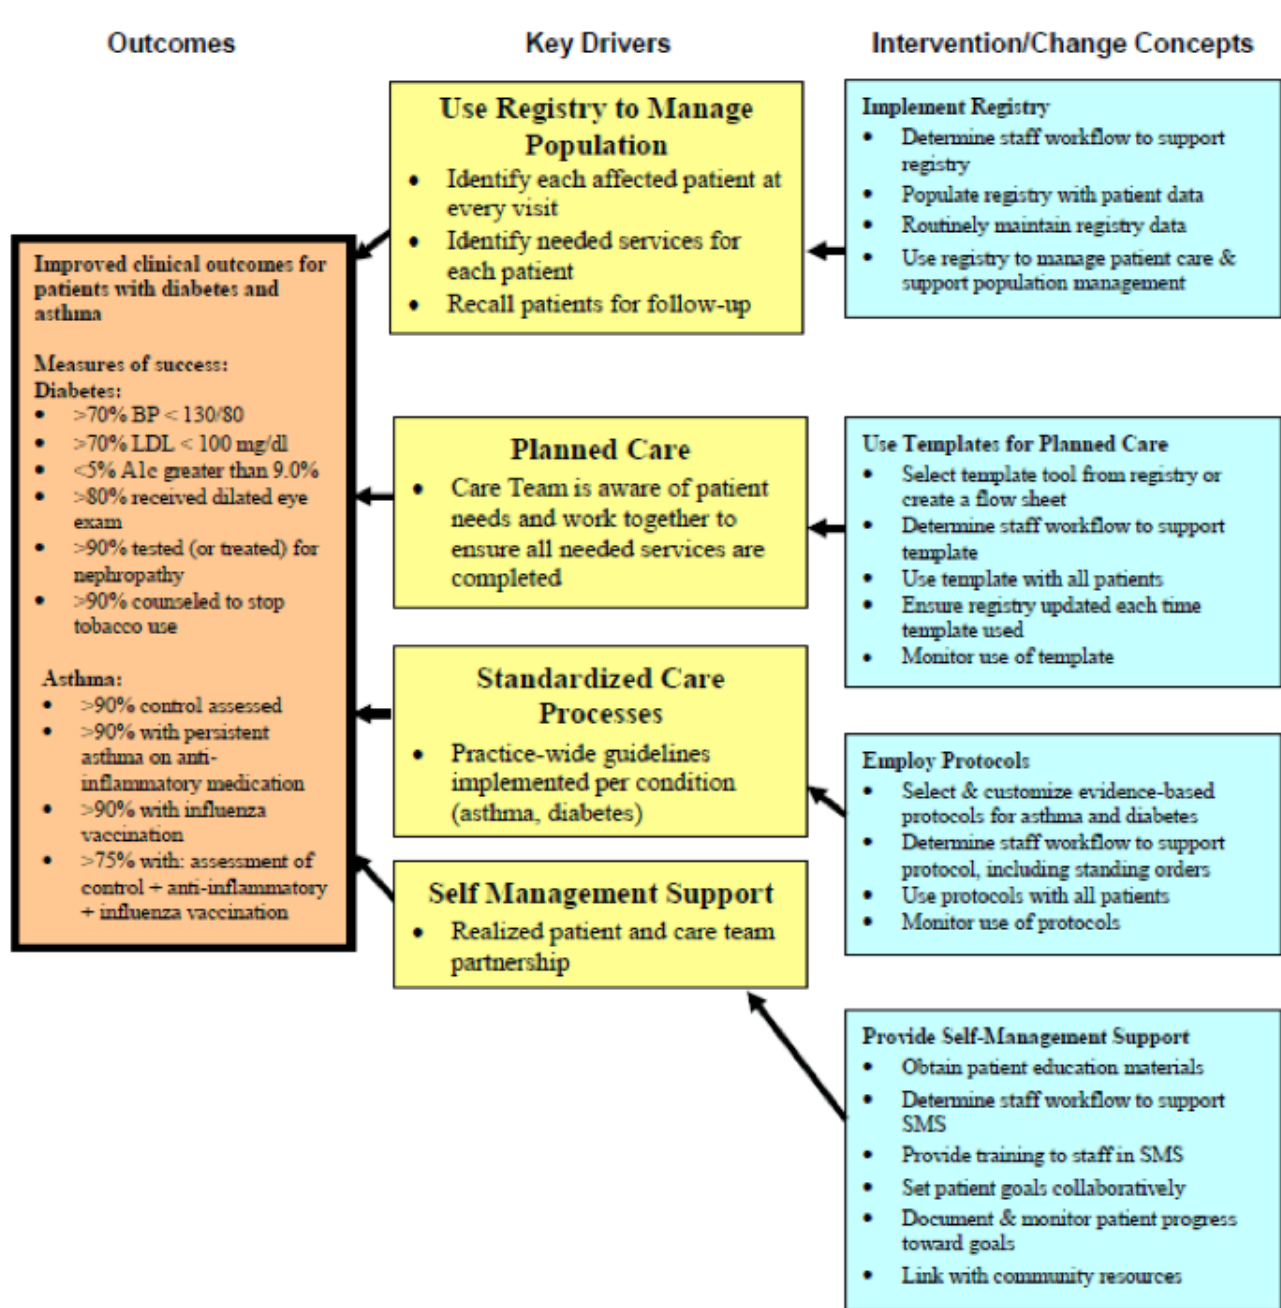 Outcomes
Key Drivers
Intervention/Change Concepts
Improved clinical outcomes for
patients with diabetes and
asthma
Measures of success:
Diabetes:
• >70% BP < 130/80
• >70% LDL < 100 mg/dl
• <5% A1c greater than 9.0%
• >80% received dilated eye
exam
• >90% tested (or treated) for
nephropathy
• >90% counseled to stop
tobacco use
Asthma:
• >90% control assessed
• >90% with persistent
asthma on anti-
inflammatory medication
• >90% with influenza
vaccination
• >75% with: assessment of
control + anti-inflammatory
+ influenza vaccination
Use Registry to Manage
Population
• Identify each affected patient at
every visit
• Identify needed services for
each patient
• Recall patients for follow-up
Planned Care
• Care Team is aware of patient
needs and work together to
ensure all needed services are
completed
Standardized Care
Processes
• Practice-wide guidelines
implemented per condition
(asthma, diabetes)
Self Management Support
• Realized patient and care team
partnership
Implement Registry
• Determine staff workflow to support
registry
• Populate registry with patient data
• Routinely maintain registry data
• Use registry to manage patient care &
support population management
Use Templates for Planned Care
• Select template tool from registry or
create a flow sheet
• Determine staff workflow to support
template
• Use template with all patients
• Ensure registry updated each time
template used
• Monitor use of template
Employ Protocols
• Select & customize evidence-based
protocols for asthma and diabetes
• Determine staff workflow to support
protocol, including standing orders
• Use protocols with all patients
• Monitor use of protocols
Provide Self-Management Support
• Obtain patient education materials
• Determine staff workflow to support
SMS
• Provide training to staff in SMS
• Set patient goals collaboratively
• Document & monitor patient progress
toward goals
• Link with community resources